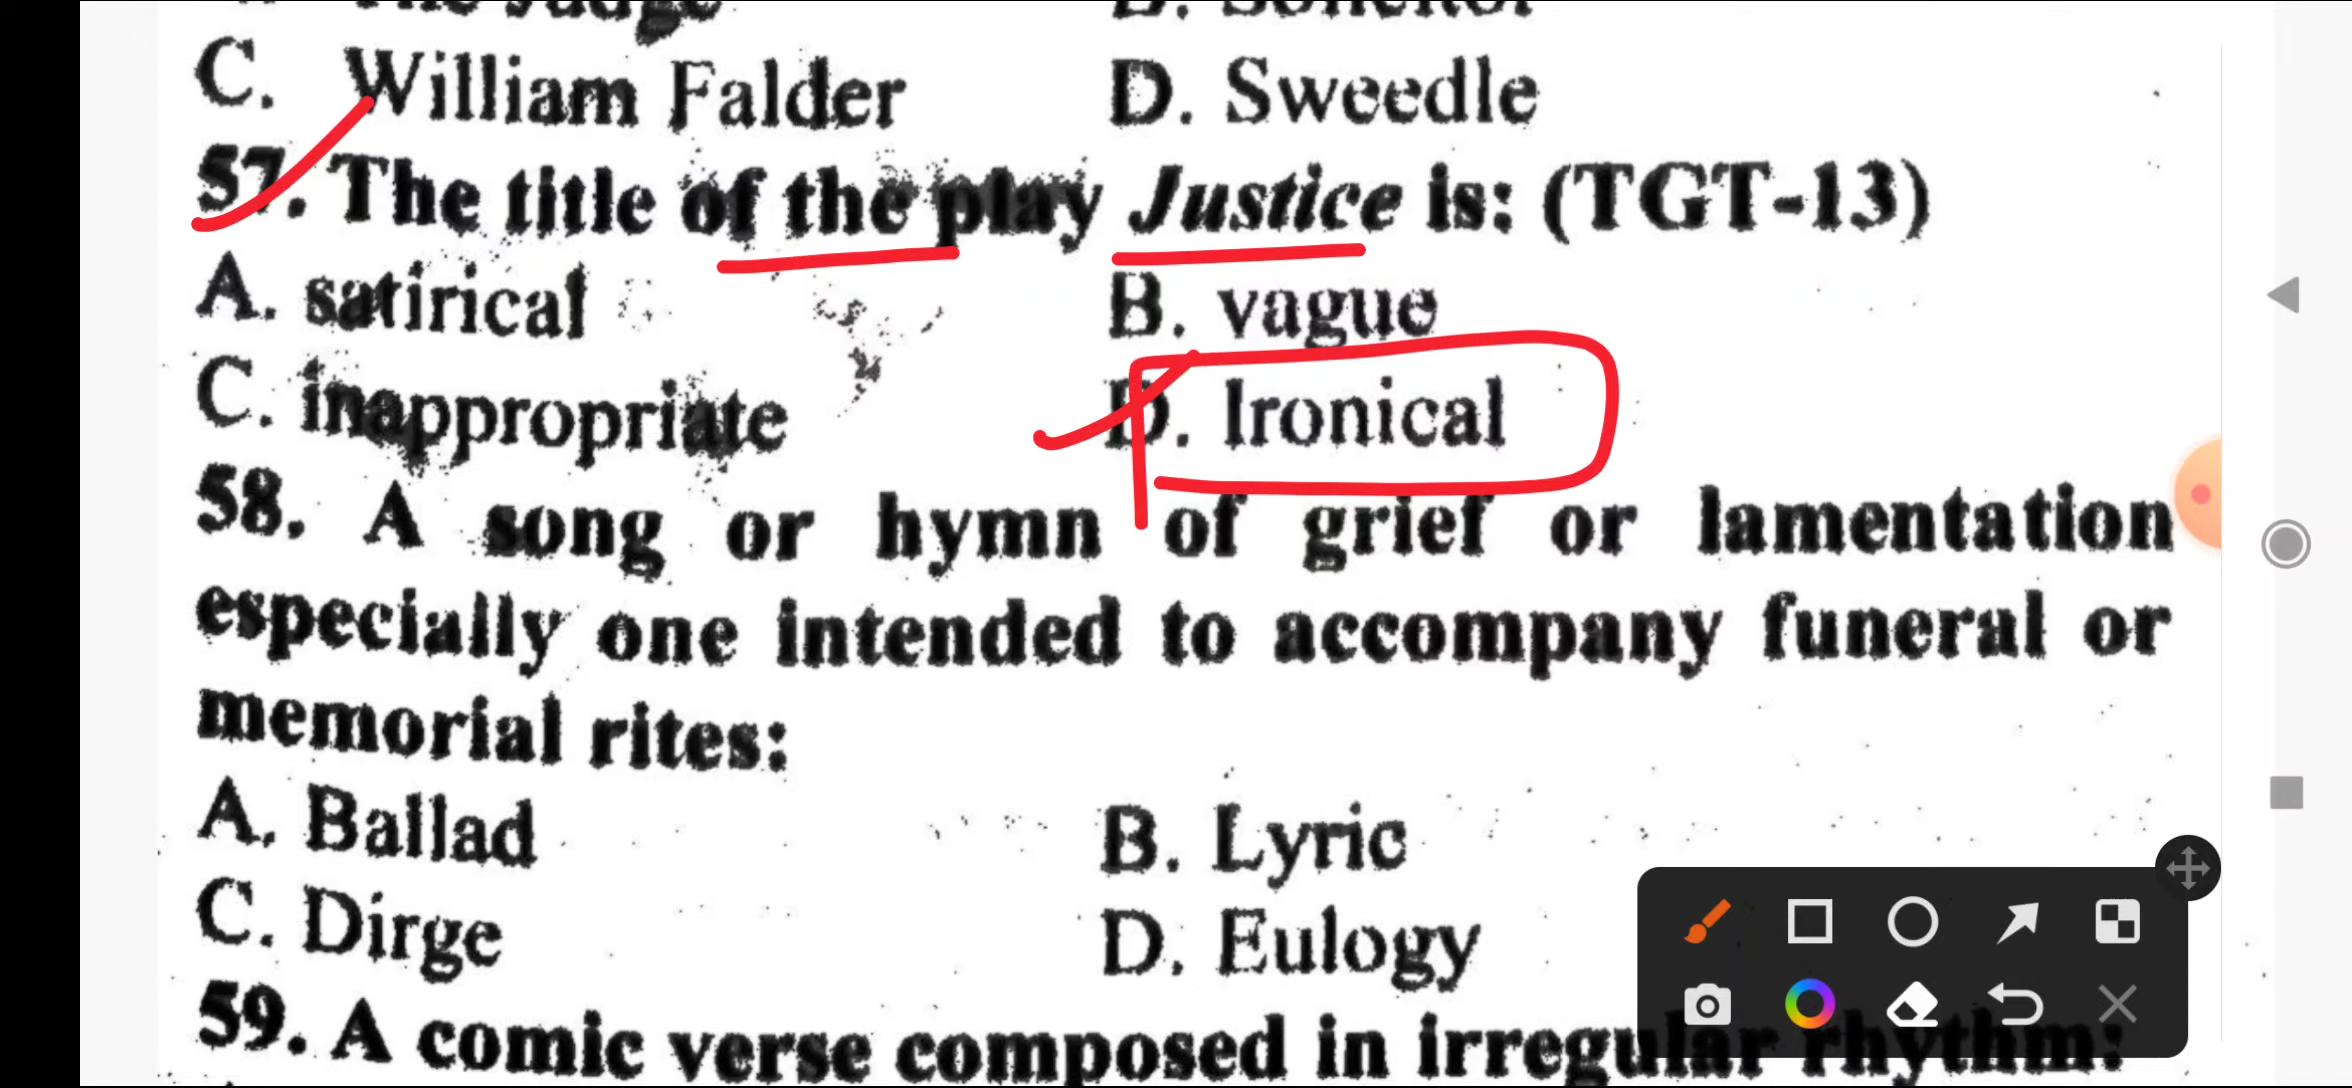 C. William Falder D. Sweedle
57. The title of the play Justice is: (TGT-13)
A. satirical B. vague
C. inappropriate D. Ironical
58. A song or hymn of grief or lamentation
especially one intended to accompany funeral or
memorial rites:
A. Ballad B. Lyric
C. Dirge D. Eulogy
59. A comic verse composed in irregular rhythm: